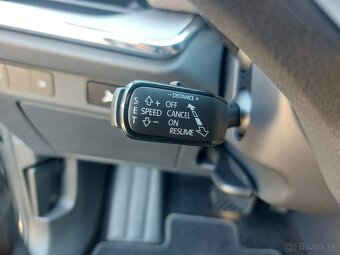 - DISTANCE +
S ⇧+ OFF
E SPEED CANCEL
T ⇩- ON
RESUME
Bazos.sk